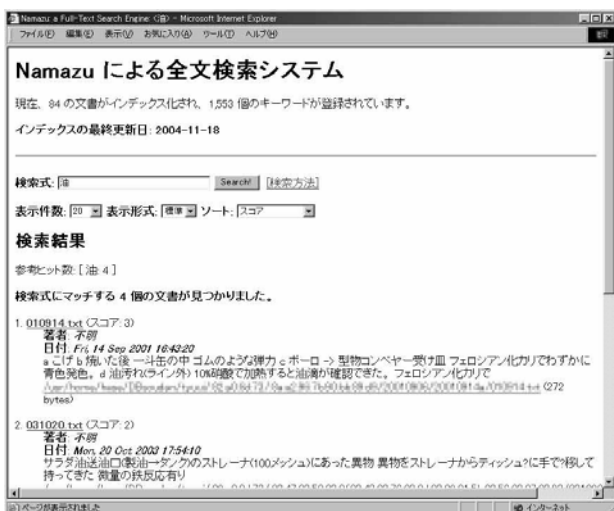 Namazu: a Full-Text Search Engine: <油> - Microsoft Internet Explorer
ファイル(F) 編集(E) 表示(V) お気に入り(A) ツール(T) ヘルプ(H)
Namazu による全文検索システム
現在、84 の文書がインデックス化され、1,553 個のキーワードが登録されています。
インデックスの最終更新日: 2004-11-18
検索式: 油 Search! [検索方法]
表示件数: 20 表示形式: 標準 ソート: スコア
検索結果
参考ヒット数: [ 油: 4 ]
検索式にマッチする 4 個の文書が見つかりました。
1. 010914.txt (スコア: 3)
著者: 不明
日付: Fri, 14 Sep 2001 16:43:20
a こげ b 焼いた後 一斗缶の中 ゴムのような弾力 c ボーロ -> 型物コンベヤー受け皿 フェロシアン化カリでわずかに
青色発色。 d 油汚れ(ライン外) 10%硝酸で加熱すると油滴が確認できた。フェロシアン化カリで
(272
bytes)
2. 031020.txt (スコア: 2)
著者: 不明
日付: Mon, 20 Oct 2003 17:54:10
サラダ油送油口(製油→タンク)のストレーナ(100メッシュ)にあった異物 異物をストレーナからティッシュ?に手で?移して
持ってきた 微量の鉄反応有り
ページが表示されました インターネット